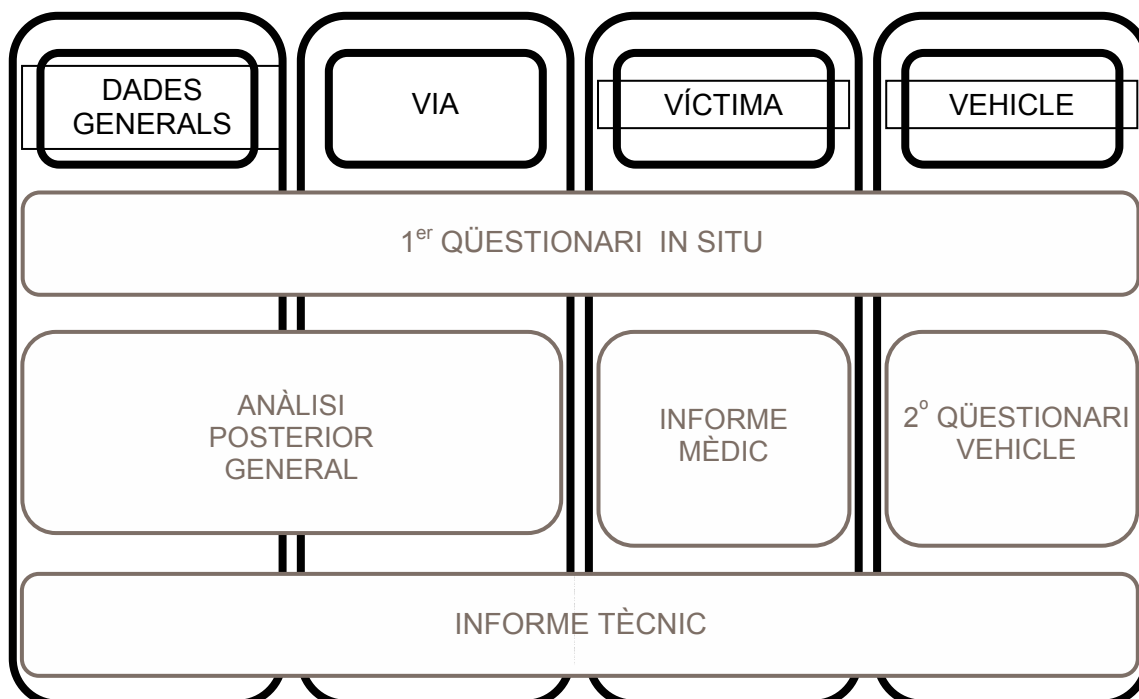 DADES
GENERALS
VIA
VÍCTIMA
VEHICLE
1er QÜESTIONARI IN SITU
ANÀLISI
POSTERIOR
GENERAL
INFORME
MÈDIC
2º QÜESTIONARI
VEHICLE
INFORME TÈCNIC